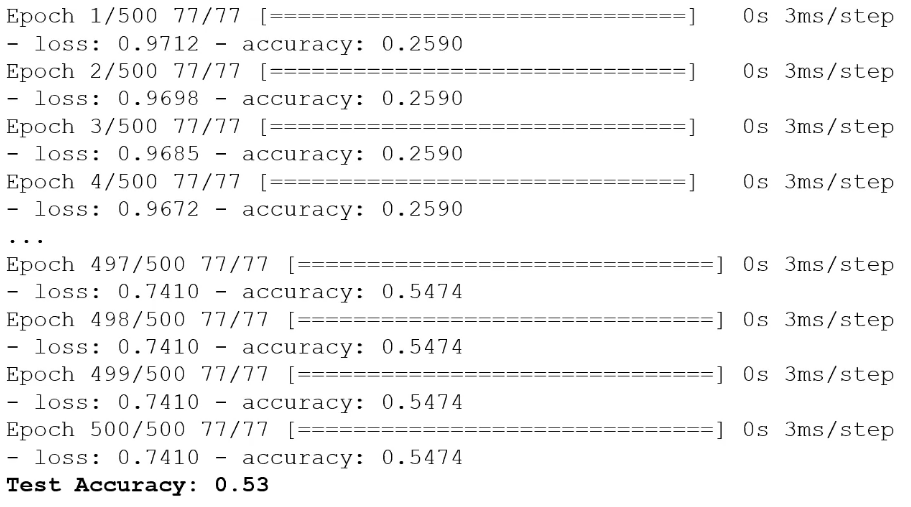 Epoch 1/500 77/77 [==============================] 0s 3ms/step
- loss: 0.9712 - accuracy: 0.2590
Epoch 2/500 77/77 [==============================] 0s 3ms/step
- loss: 0.9698 - accuracy: 0.2590
Epoch 3/500 77/77 [==============================] 0s 3ms/step
- loss: 0.9685 - accuracy: 0.2590
Epoch 4/500 77/77 [==============================] 0s 3ms/step
- loss: 0.9672 - accuracy: 0.2590
...
Epoch 497/500 77/77 [==============================] 0s 3ms/step
- loss: 0.7410 - accuracy: 0.5474
Epoch 498/500 77/77 [==============================] 0s 3ms/step
- loss: 0.7410 - accuracy: 0.5474
Epoch 499/500 77/77 [==============================] 0s 3ms/step
- loss: 0.7410 - accuracy: 0.5474
Epoch 500/500 77/77 [==============================] 0s 3ms/step
- loss: 0.7410 - accuracy: 0.5474
Test Accuracy: 0.53